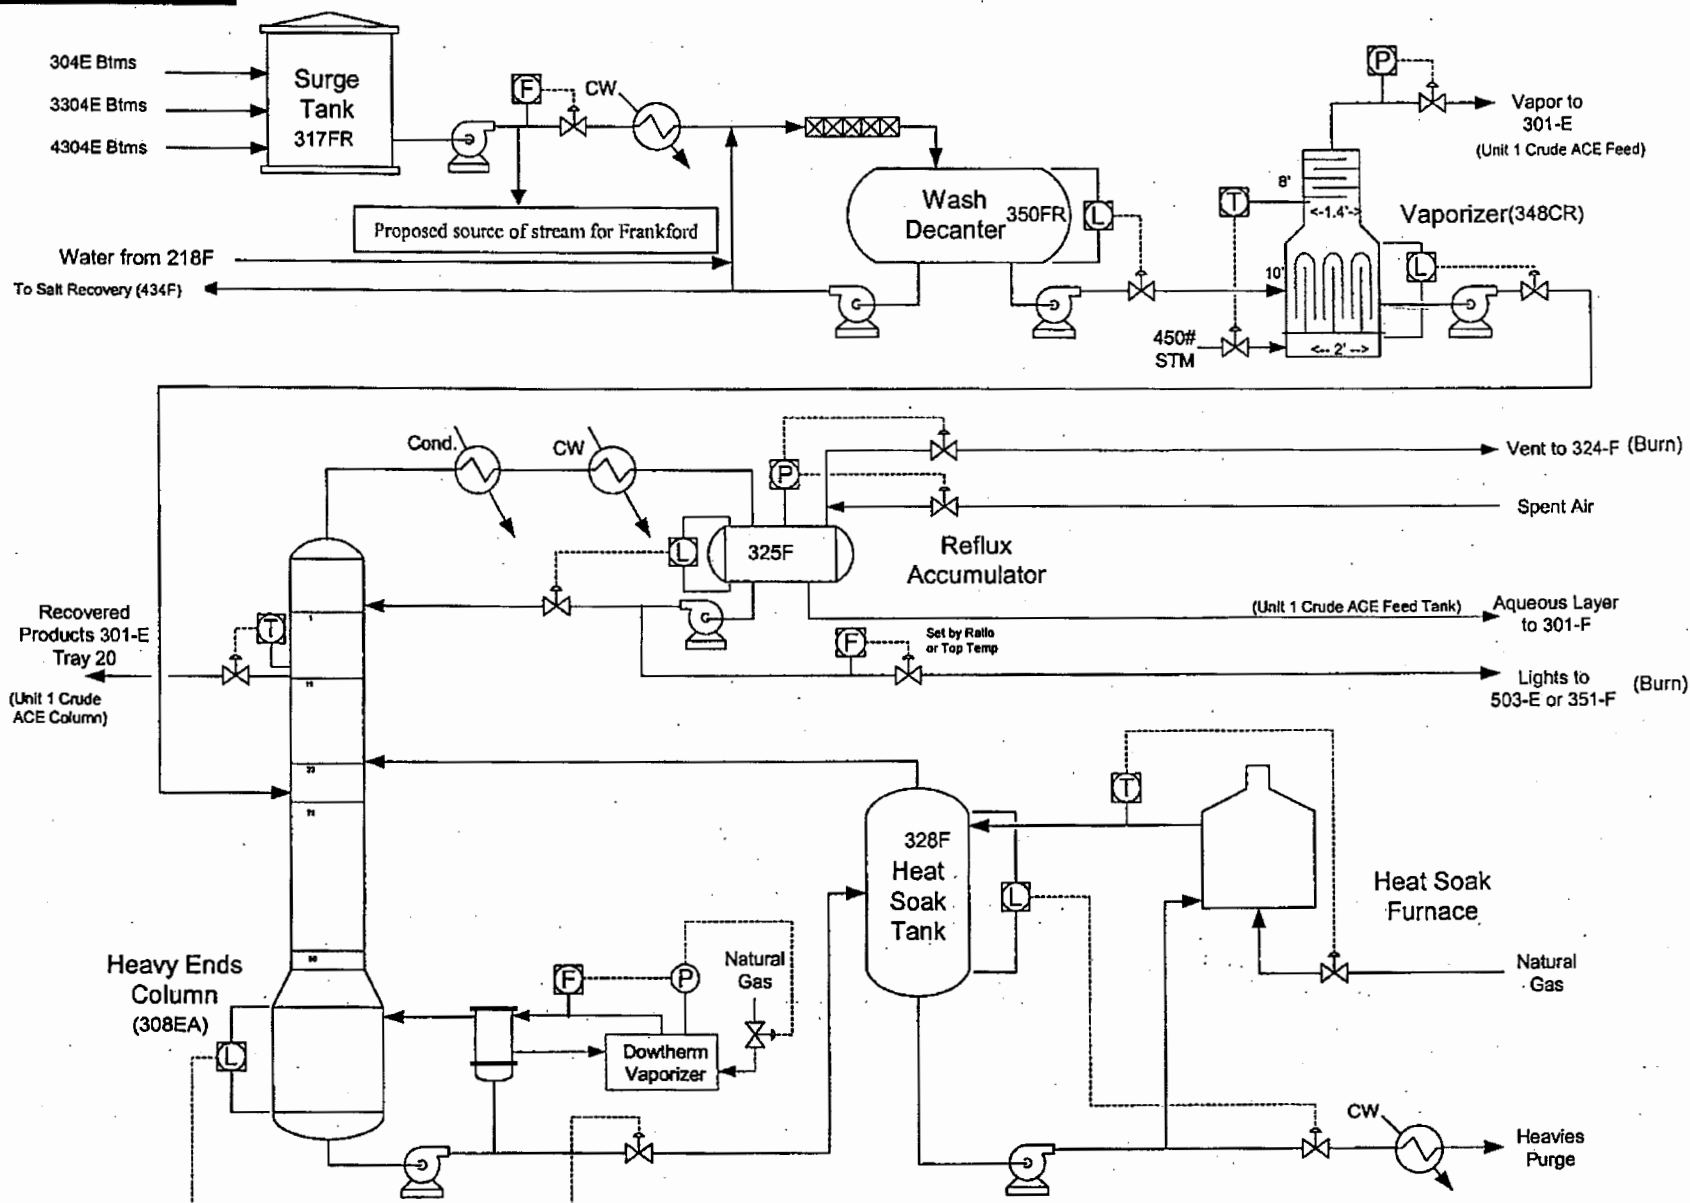 304E Btms
3304E Btms
4304E Btms
Surge
Tank
317FR
F
CW
Proposed source of stream for Frankford
Water from 218F
To Salt Recovery (434F)
Wash
Decanter
350FR
L
P
Vapor to
301-E
(Unit 1 Crude ACE Feed)
T
8'
<-1.4'->
Vaporizer(348CR)
10'
L
450#
STM
<-- 2' -->
Cond.
CW
P
Vent to 324-F (Burn)
Spent Air
L
325F
Reflux
Accumulator
Recovered
Products 301-E
Tray 20
(Unit 1 Crude
ACE Column)
T
1
11
(Unit 1 Crude ACE Feed Tank)
Aqueous Layer
to 301-F
F
Set by Ratio
or Top Temp
Lights to
503-E or 351-F
(Burn)
T
328F
Heat
Soak
Tank
L
Heat Soak
Furnace
Natural
Gas
Heavy Ends
Column
(308EA)
L
F
P
Natural
Gas
Dowtherm
Vaporizer
CW
Heavies
Purge